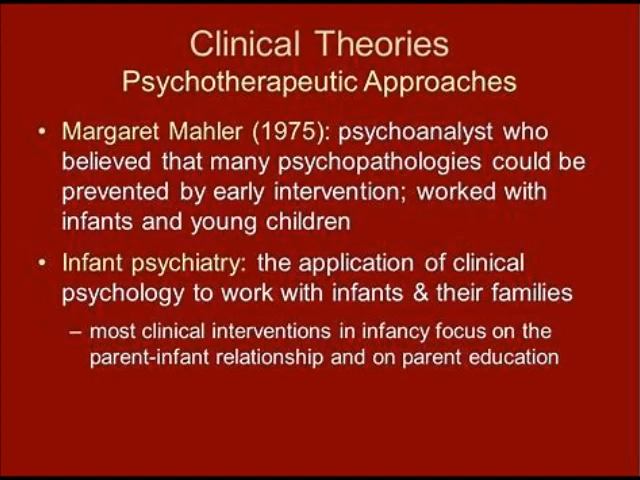 Clinical Theories
Psychotherapeutic Approaches
• Margaret Mahler (1975): psychoanalyst who
believed that many psychopathologies could be
prevented by early intervention; worked with
infants and young children
• Infant psychiatry: the application of clinical
psychology to work with infants & their families
– most clinical interventions in infancy focus on the
parent-infant relationship and on parent education